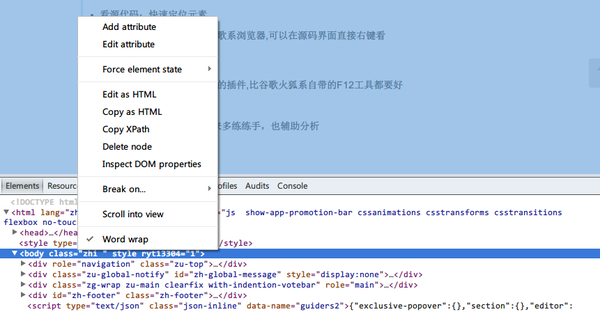 看源代码，快速定位元素
歌系浏览器,可以在源码界面直接右键看
的插件,比谷歌火狐系自带的F12工具都要好
多练练手，也辅助分析
Add attribute
Edit attribute
Force element state
Edit as HTML
Copy as HTML
Copy XPath
Delete node
Inspect DOM properties
Break on...
Scroll into view
Word wrap
Elements Resourc ofiles Audits Console
<!DOCTYPE htm
<html lang="zh "js show-app-promotion-bar cssanimations csstransforms csstransitions
flexbox no-touc
<head>…</head>
<style type= </style>
<body class="zhi " style ryt13304="1">
<div role="navigation" class="zu-top">…</div>
<div class="zu-global-notify" id="zh-global-message" style="display:none">…</div>
<div class="zg-wrap zu-main clearfix with-indention-votebar" role="main">…</div>
<div id="zh-footer" class="zh-footer">…</div>
<script type="text/json" class="json-inline" data-name="guiders2">{"exclusive-popover":{},"section":{},"editor":